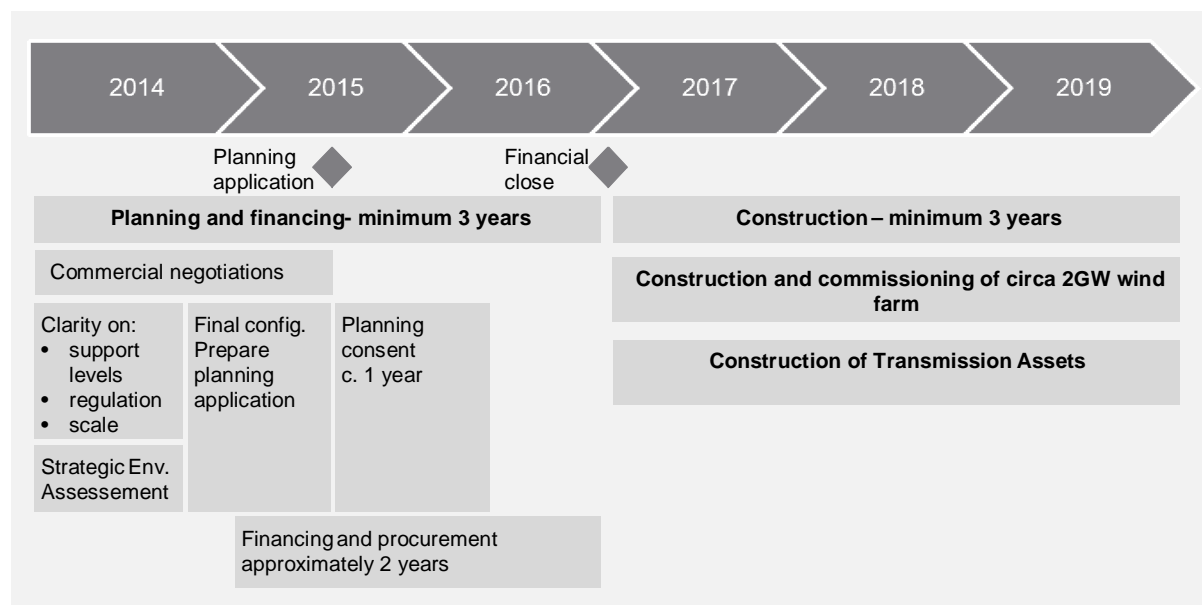 2014
2015
2016
2017
2018
2019
Planning
application
Financial
close
Planning and financing- minimum 3 years
Construction – minimum 3 years
Commercial negotiations
Construction and commissioning of circa 2GW wind
farm
Clarity on:
• support
levels
• regulation
• scale
Final config.
Prepare
planning
application
Planning
consent
c. 1 year
Construction of Transmission Assets
Strategic Env.
Assessement
Financing and procurement
approximately 2 years